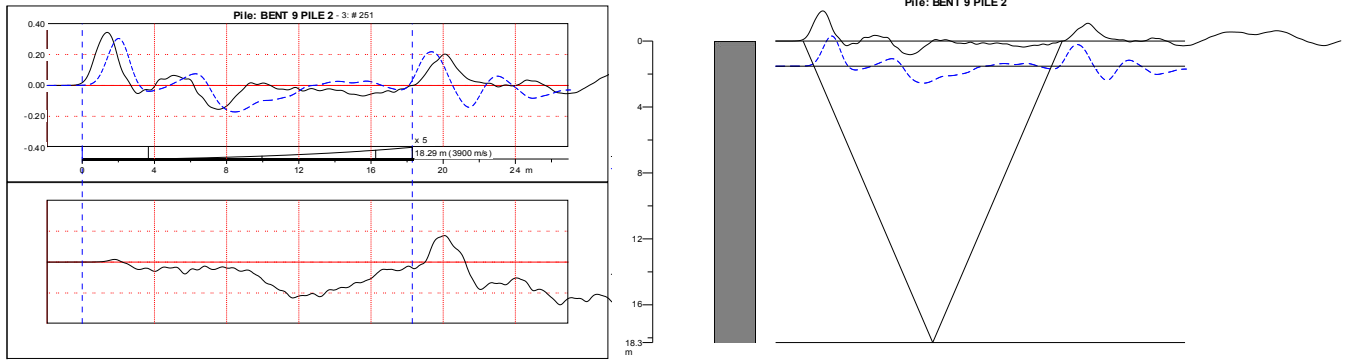 Pile: BENT 9 PILE 2 - 3: # 251
0.40
0.20
0.00
-0.20
-0.40
x 5
18.29 m (3900 m/s)
0 4 8 12 16 20 24 m
Pile: BENT 9 PILE 2
0
4
8
12
16
18.3
m